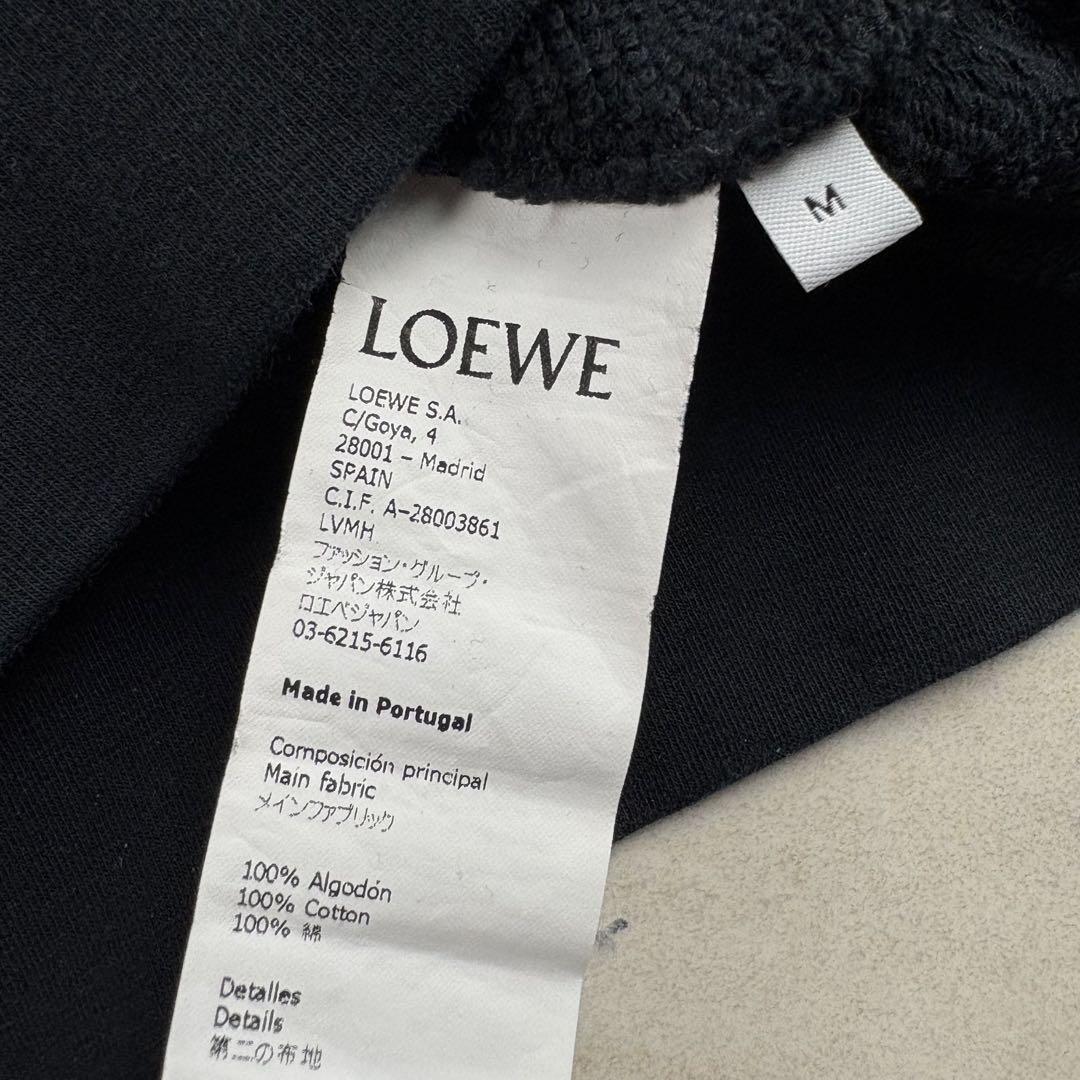 M
LOEWE
LOEWE S.A.
C/Goya, 4
28001 – Madrid
SPAIN
C.I.F. A-28003861
LVMH
ファッション・グループ・
ジャパン株式会社
ロエベジャパン
03-6215-6116
Made in Portugal
Composición principal
Main fabric
メインファブリック
100% Algodón
100% Cotton
100% 綿
Detalles
Details
第二の布地